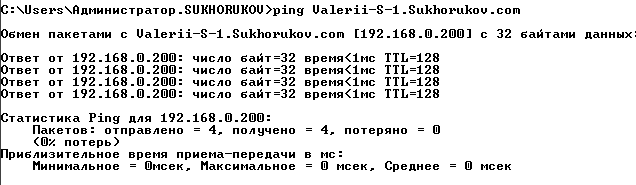 C:\Users\Администратор.SUKHORUKOV>ping Valerii-S-1.Sukhorukov.com
Обмен пакетами с Valerii-S-1.Sukhorukov.com [192.168.0.200] с 32 байтами данных:
Ответ от 192.168.0.200: число байт=32 время<1мс TTL=128
Ответ от 192.168.0.200: число байт=32 время<1мс TTL=128
Ответ от 192.168.0.200: число байт=32 время<1мс TTL=128
Ответ от 192.168.0.200: число байт=32 время<1мс TTL=128
Статистика Ping для 192.168.0.200:
Пакетов: отправлено = 4, получено = 4, потеряно = 0
(0% потерь)
Приблизительное время приема-передачи в мс:
Минимальное = 0мсек, Максимальное = 0 мсек, Среднее = 0 мсек